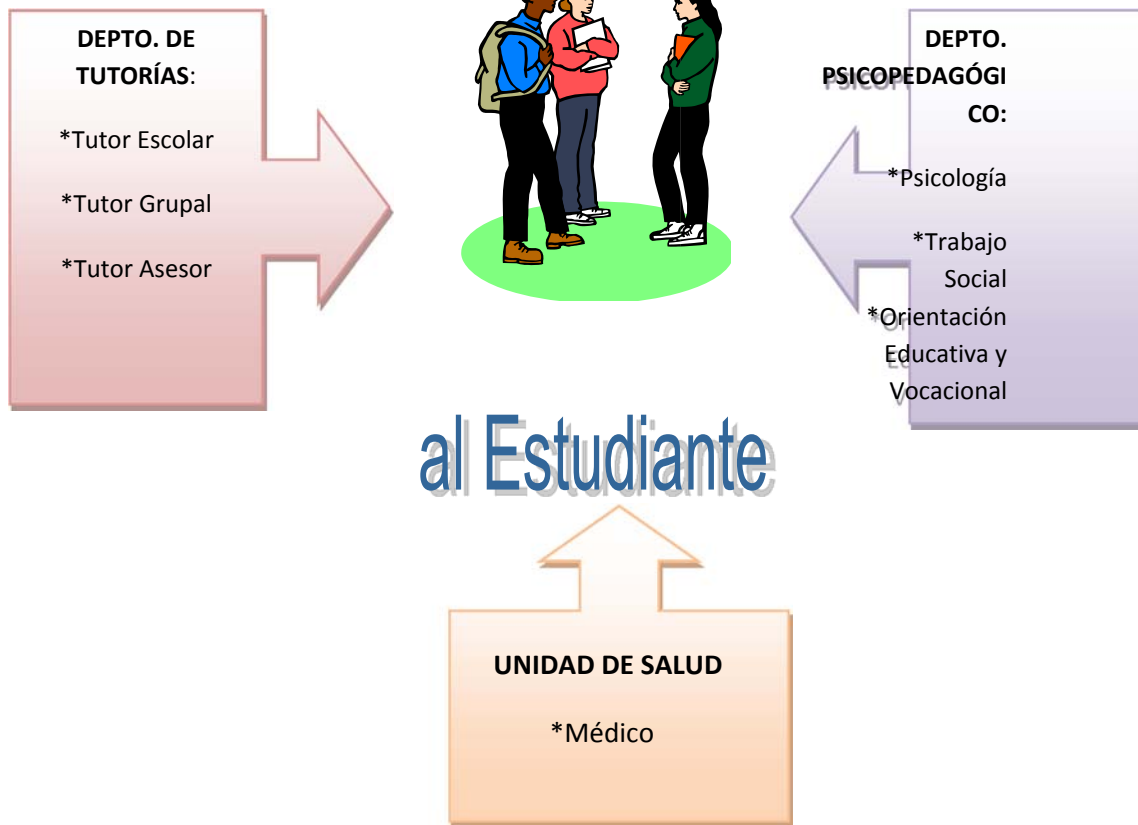 DEPTO. DE
TUTORÍAS:
*Tutor Escolar
*Tutor Grupal
*Tutor Asesor
DEPTO.
PSICOPEDAGÓGI
CO:
*Psicología
*Trabajo
Social
*Orientación
Educativa y
Vocacional
al Estudiante
UNIDAD DE SALUD
*Médico